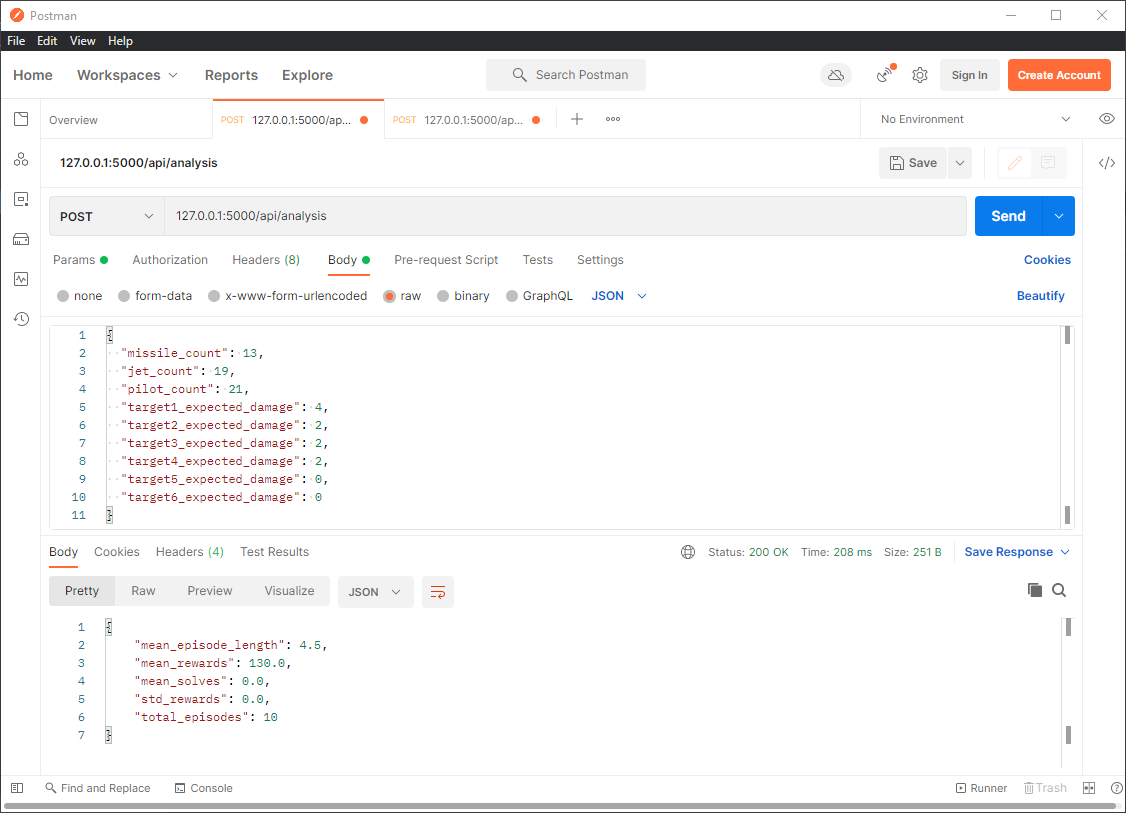 Postman
File Edit View Help
Home Workspaces Reports Explore Search Postman Sign In Create Account
Overview POST 127.0.0.1:5000/ap... POST 127.0.0.1:5000/ap... No Environment
127.0.0.1:5000/api/analysis Save
POST 127.0.0.1:5000/api/analysis Send
Params Authorization Headers (8) Body Pre-request Script Tests Settings Cookies
none form-data x-www-form-urlencoded raw binary GraphQL JSON Beautify
1 {
2 "missile_count": 13,
3 "jet_count": 19,
4 "pilot_count": 21,
5 "target1_expected_damage": 4,
6 "target2_expected_damage": 2,
7 "target3_expected_damage": 2,
8 "target4_expected_damage": 2,
9 "target5_expected_damage": 0,
10 "target6_expected_damage": 0
11 }
Body Cookies Headers (4) Test Results Status: 200 OK Time: 208 ms Size: 251 B Save Response
Pretty Raw Preview Visualize JSON
1 {
2 "mean_episode_length": 4.5,
3 "mean_rewards": 130.0,
4 "mean_solves": 0.0,
5 "std_rewards": 0.0,
6 "total_episodes": 10
7 }
Find and Replace Console Runner Trash